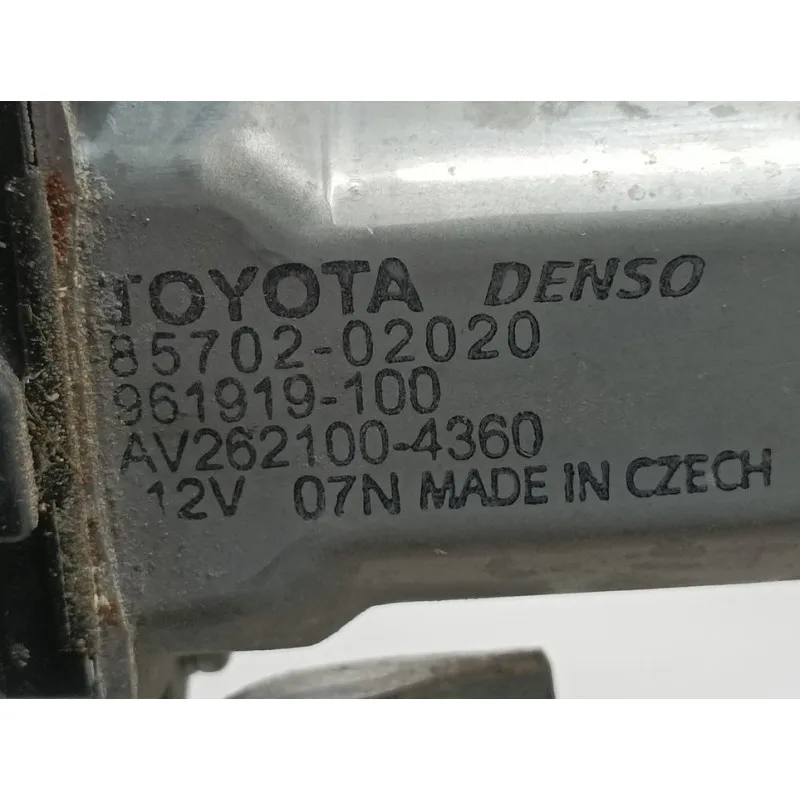 TOYOTA DENSO
85702-02020
961919-100
AV262100-4360
12V 07N MADE IN CZECH